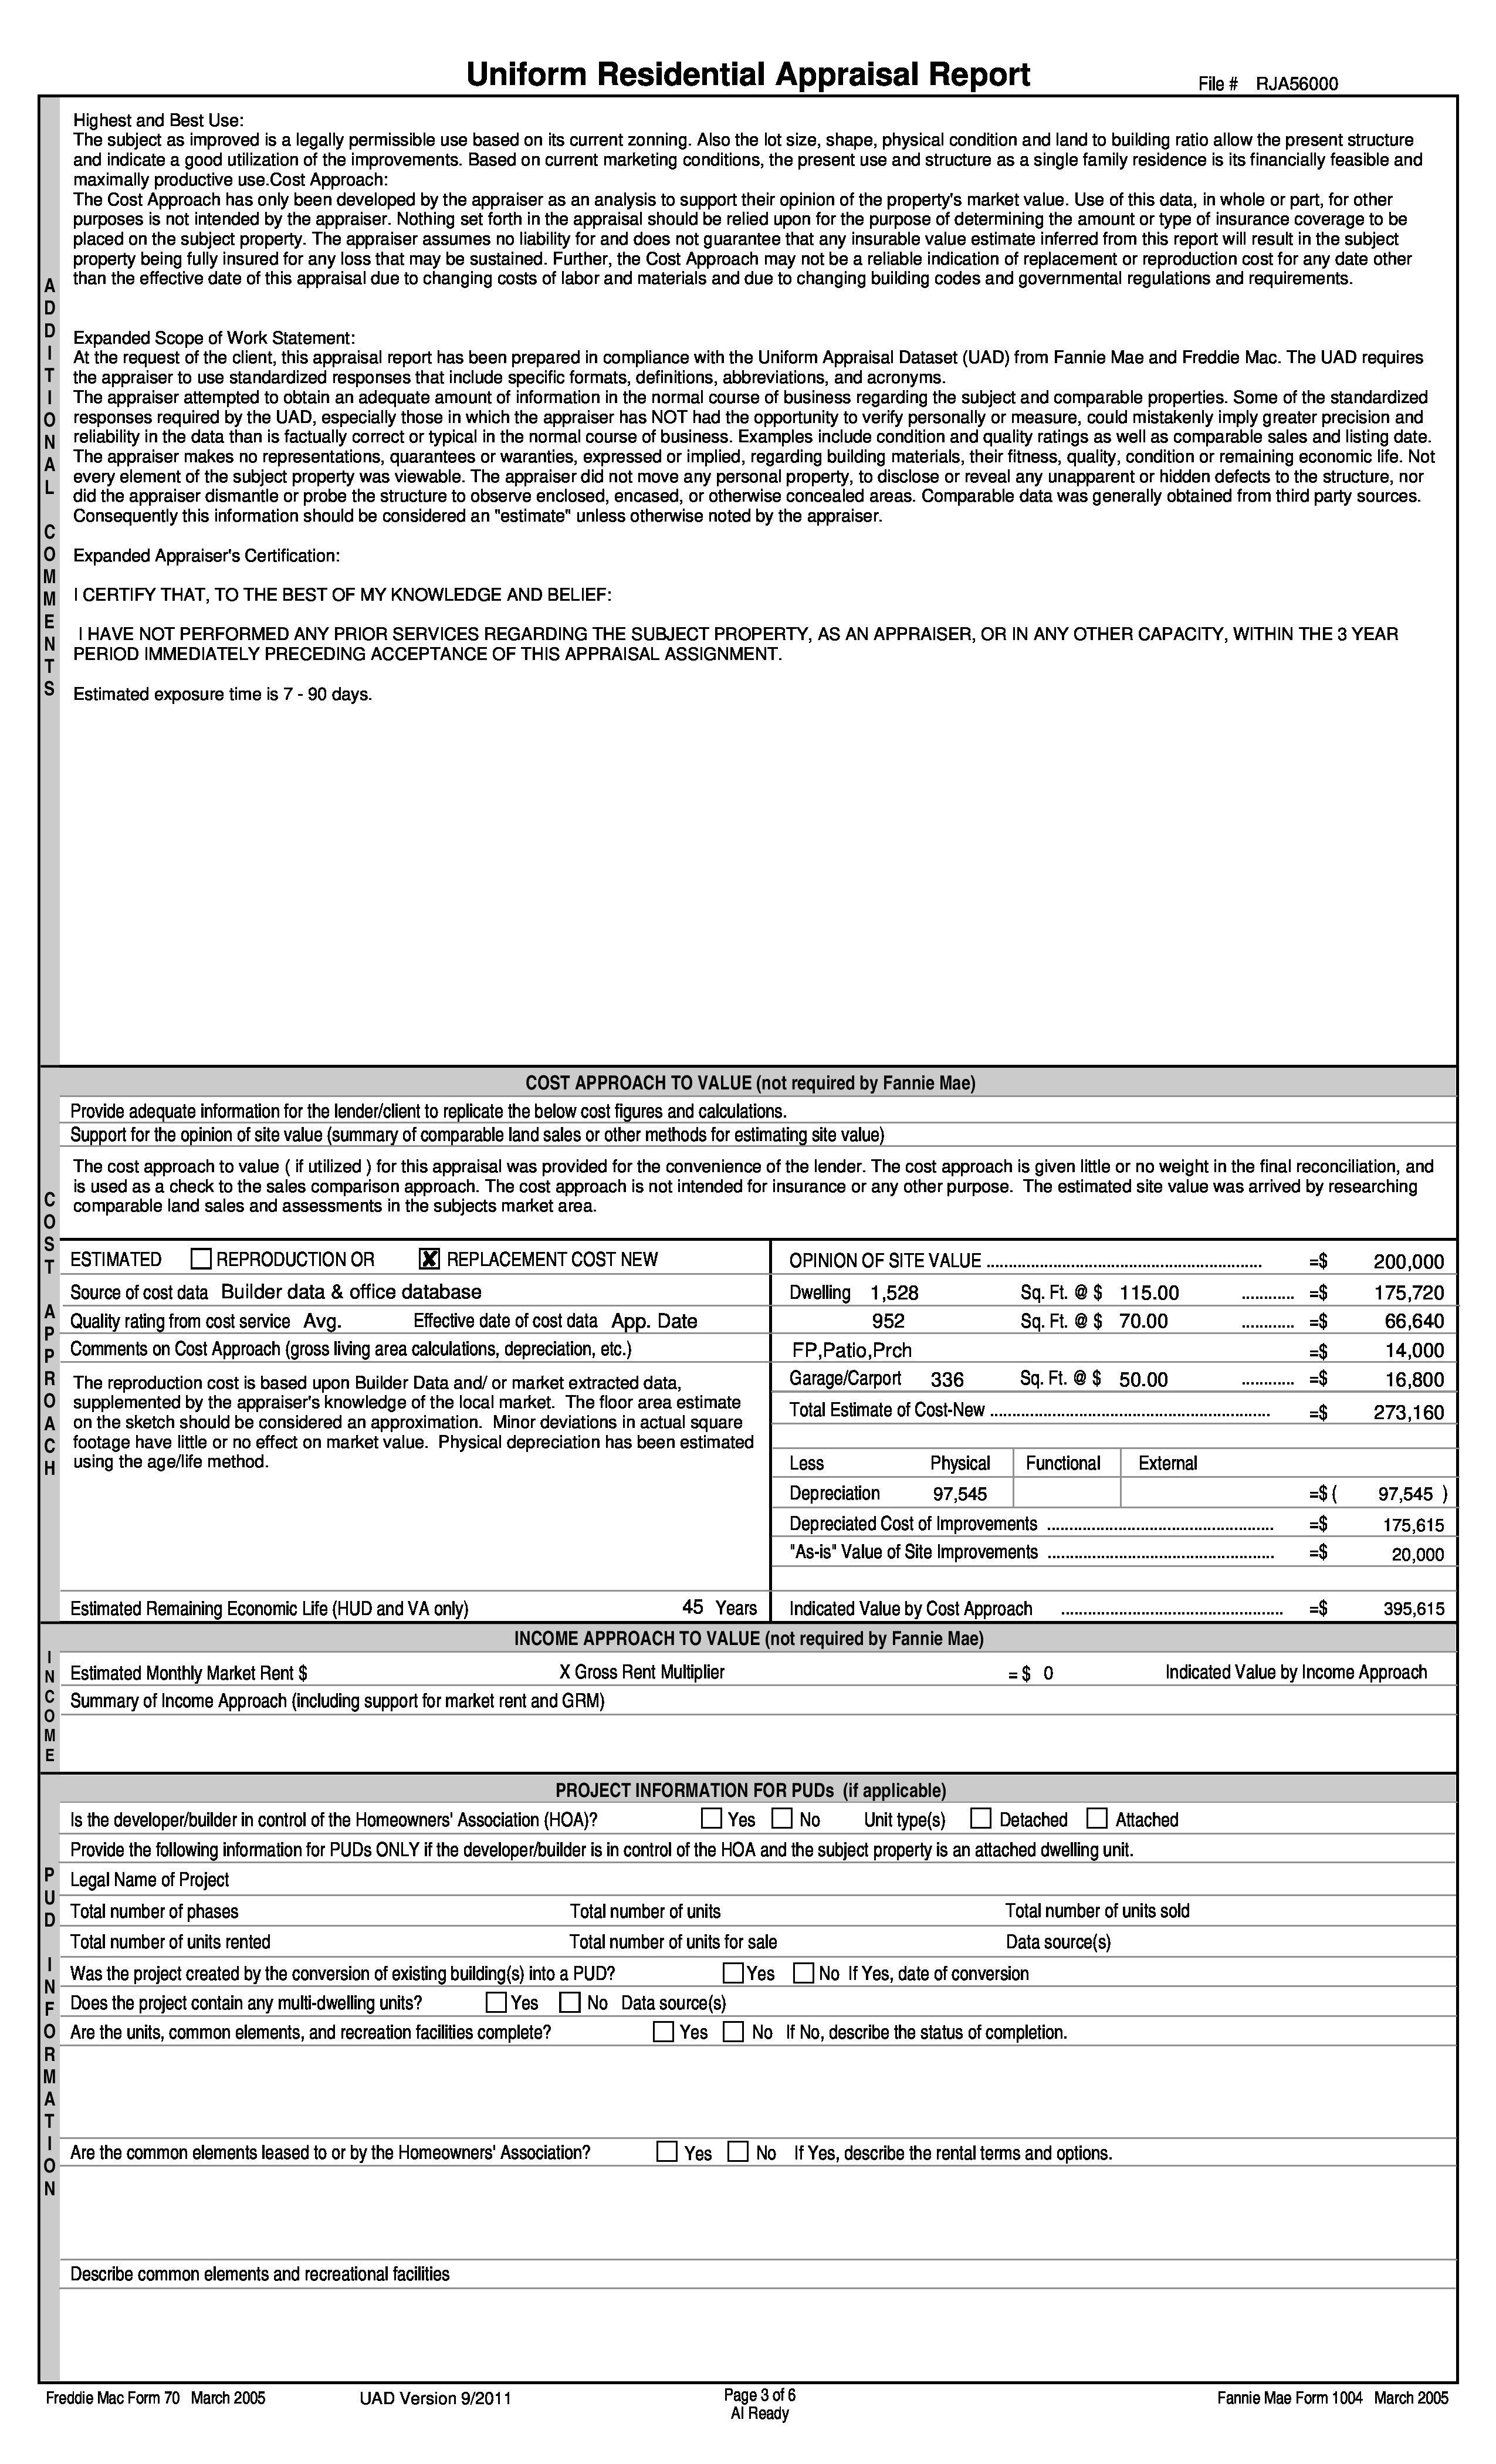 Uniform Residential Appraisal Report
File # RJA56000
Highest and Best Use:
The subject as improved is a legally permissible use based on its current zonning. Also the lot size, shape, physical condition and land to building ratio allow the present structure
and indicate a good utilization of the improvements. Based on current marketing conditions, the present use and structure as a single family residence is its financially feasible and
maximally productive use.Cost Approach:
The Cost Approach has only been developed by the appraiser as an analysis to support their opinion of the property's market value. Use of this data, in whole or part, for other
purposes is not intended by the appraiser. Nothing set forth in the appraisal should be relied upon for the purpose of determining the amount or type of insurance coverage to be
placed on the subject property. The appraiser assumes no liability for and does not guarantee that any insurable value estimate inferred from this report will result in the subject
property being fully insured for any loss that may be sustained. Further, the Cost Approach may not be a reliable indication of replacement or reproduction cost for any date other
than the effective date of this appraisal due to changing costs of labor and materials and due to changing building codes and governmental regulations and requirements.
Expanded Scope of Work Statement:
At the request of the client, this appraisal report has been prepared in compliance with the Uniform Appraisal Dataset (UAD) from Fannie Mae and Freddie Mac. The UAD requires
the appraiser to use standardized responses that include specific formats, definitions, abbreviations, and acronyms.
The appraiser attempted to obtain an adequate amount of information in the normal course of business regarding the subject and comparable properties. Some of the standardized
responses required by the UAD, especially those in which the appraiser has NOT had the opportunity to verify personally or measure, could mistakenly imply greater precision and
reliability in the data than is factually correct or typical in the normal course of business. Examples include condition and quality ratings as well as comparable sales and listing date.
The appraiser makes no representations, quarantees or waranties, expressed or implied, regarding building materials, their fitness, quality, condition or remaining economic life. Not
every element of the subject property was viewable. The appraiser did not move any personal property, to disclose or reveal any unapparent or hidden defects to the structure, nor
did the appraiser dismantle or probe the structure to observe enclosed, encased, or otherwise concealed areas. Comparable data was generally obtained from third party sources.
Consequently this information should be considered an "estimate" unless otherwise noted by the appraiser.
Expanded Appraiser's Certification:
I CERTIFY THAT, TO THE BEST OF MY KNOWLEDGE AND BELIEF:
I HAVE NOT PERFORMED ANY PRIOR SERVICES REGARDING THE SUBJECT PROPERTY, AS AN APPRAISER, OR IN ANY OTHER CAPACITY, WITHIN THE 3 YEAR
PERIOD IMMEDIATELY PRECEDING ACCEPTANCE OF THIS APPRAISAL ASSIGNMENT.
Estimated exposure time is 7 - 90 days.
ADDITIONAL COMMENTS
COST APPROACH TO VALUE (not required by Fannie Mae)
Provide adequate information for the lender/client to replicate the below cost figures and calculations.
Support for the opinion of site value (summary of comparable land sales or other methods for estimating site value)
The cost approach to value ( if utilized ) for this appraisal was provided for the convenience of the lender. The cost approach is given little or no weight in the final reconciliation, and
is used as a check to the sales comparison approach. The cost approach is not intended for insurance or any other purpose. The estimated site value was arrived by researching
comparable land sales and assessments in the subjects market area.
COST APPROACH
ESTIMATED REPRODUCTION OR X REPLACEMENT COST NEW
Source of cost data Builder data & office database
Quality rating from cost service Avg. Effective date of cost data App. Date
Comments on Cost Approach (gross living area calculations, depreciation, etc.)
The reproduction cost is based upon Builder Data and/ or market extracted data,
supplemented by the appraiser's knowledge of the local market. The floor area estimate
on the sketch should be considered an approximation. Minor deviations in actual square
footage have little or no effect on market value. Physical depreciation has been estimated
using the age/life method.
Estimated Remaining Economic Life (HUD and VA only) 45 Years
OPINION OF SITE VALUE ............................................................. =$ 200,000
Dwelling 1,528 Sq. Ft. @ $ 115.00 ............ =$ 175,720
952 Sq. Ft. @ $ 70.00 ............ =$ 66,640
FP,Patio,Prch =$ 14,000
Garage/Carport 336 Sq. Ft. @ $ 50.00 ............ =$ 16,800
Total Estimate of Cost-New ............................................................... =$ 273,160
Less Physical Functional External
Depreciation 97,545 =$ ( 97,545 )
Depreciated Cost of Improvements ................................................... =$ 175,615
"As-is" Value of Site Improvements ................................................... =$ 20,000
Indicated Value by Cost Approach .................................................. =$ 395,615
INCOME APPROACH TO VALUE (not required by Fannie Mae)
INCOME
Estimated Monthly Market Rent $ X Gross Rent Multiplier = $ 0 Indicated Value by Income Approach
Summary of Income Approach (including support for market rent and GRM)
PROJECT INFORMATION FOR PUDs (if applicable)
PUD INFORMATION
Is the developer/builder in control of the Homeowners' Association (HOA)? Yes No Unit type(s) Detached Attached
Provide the following information for PUDs ONLY if the developer/builder is in control of the HOA and the subject property is an attached dwelling unit.
Legal Name of Project
Total number of phases Total number of units Total number of units sold
Total number of units rented Total number of units for sale Data source(s)
Was the project created by the conversion of existing building(s) into a PUD? Yes No If Yes, date of conversion
Does the project contain any multi-dwelling units? Yes No Data source(s)
Are the units, common elements, and recreation facilities complete? Yes No If No, describe the status of completion.
Are the common elements leased to or by the Homeowners' Association? Yes No If Yes, describe the rental terms and options.
Describe common elements and recreational facilities
Freddie Mac Form 70 March 2005 UAD Version 9/2011 Page 3 of 6 Fannie Mae Form 1004 March 2005
AI Ready